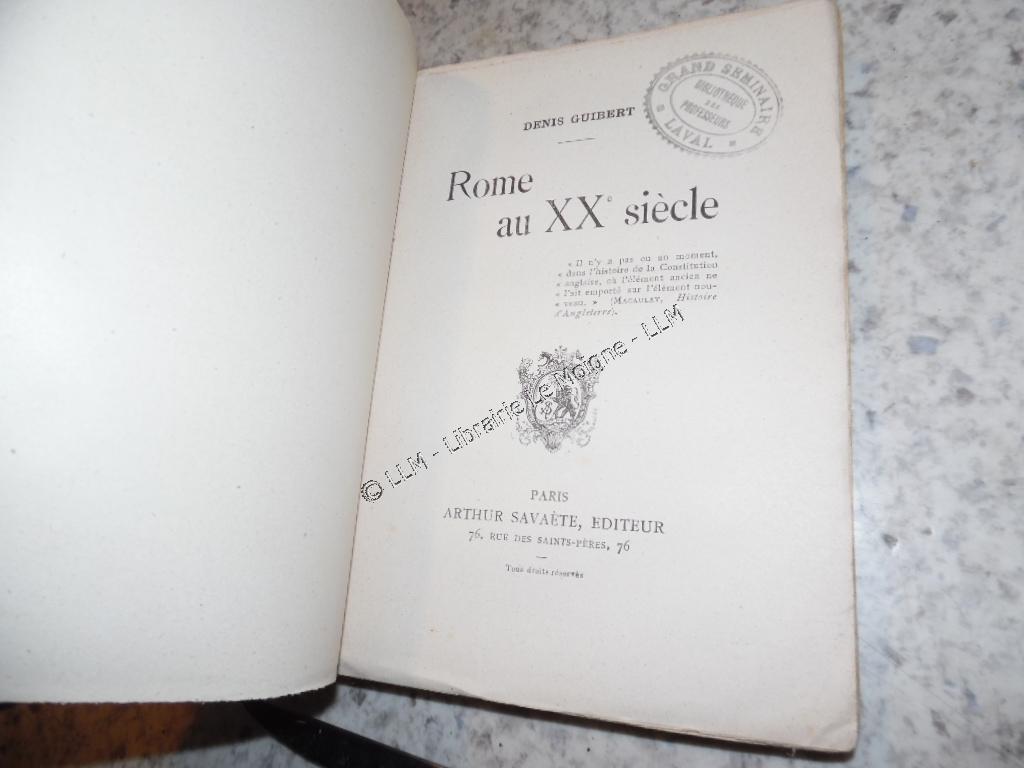 DENIS GUIBERT
GRAND SÉMINAIRE
BIBLIOTHÈQUE
DES
PROFESSEURS
LAVAL
Rome
au XXe siècle
« Il n'y a pas eu un moment,
« dans l'histoire de la Constitution
« anglaise, où l'élément ancien ne
« l'ait emporté sur l'élément nou-
« veau. » (MACAULAY, Histoire
d'Angleterre).
© LLM - Librairie Le Moigne - LLM
PARIS
ARTHUR SAVAÈTE, EDITEUR
76, RUE DES SAINTS-PÈRES, 76
Tous droits réservés